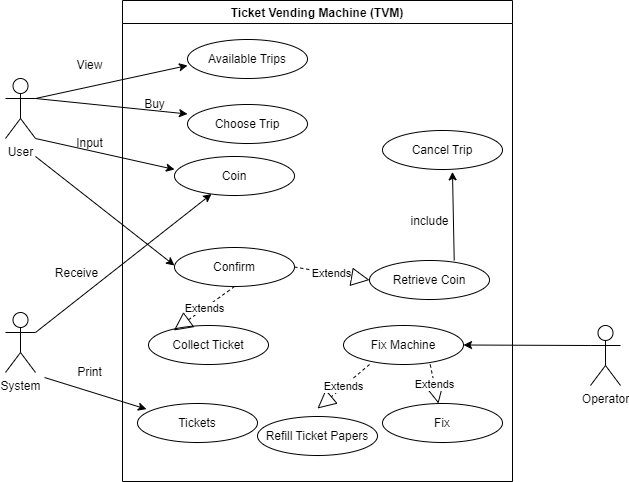 Ticket Vending Machine (TVM)
View
Available Trips
Buy
Choose Trip
User
Input
Cancel Trip
Coin
include
Receive
Confirm
Extends
Retrieve Coin
Extends
Collect Ticket
Fix Machine
System
Print
Extends
Extends
Operator
Tickets
Refill Ticket Papers
Fix